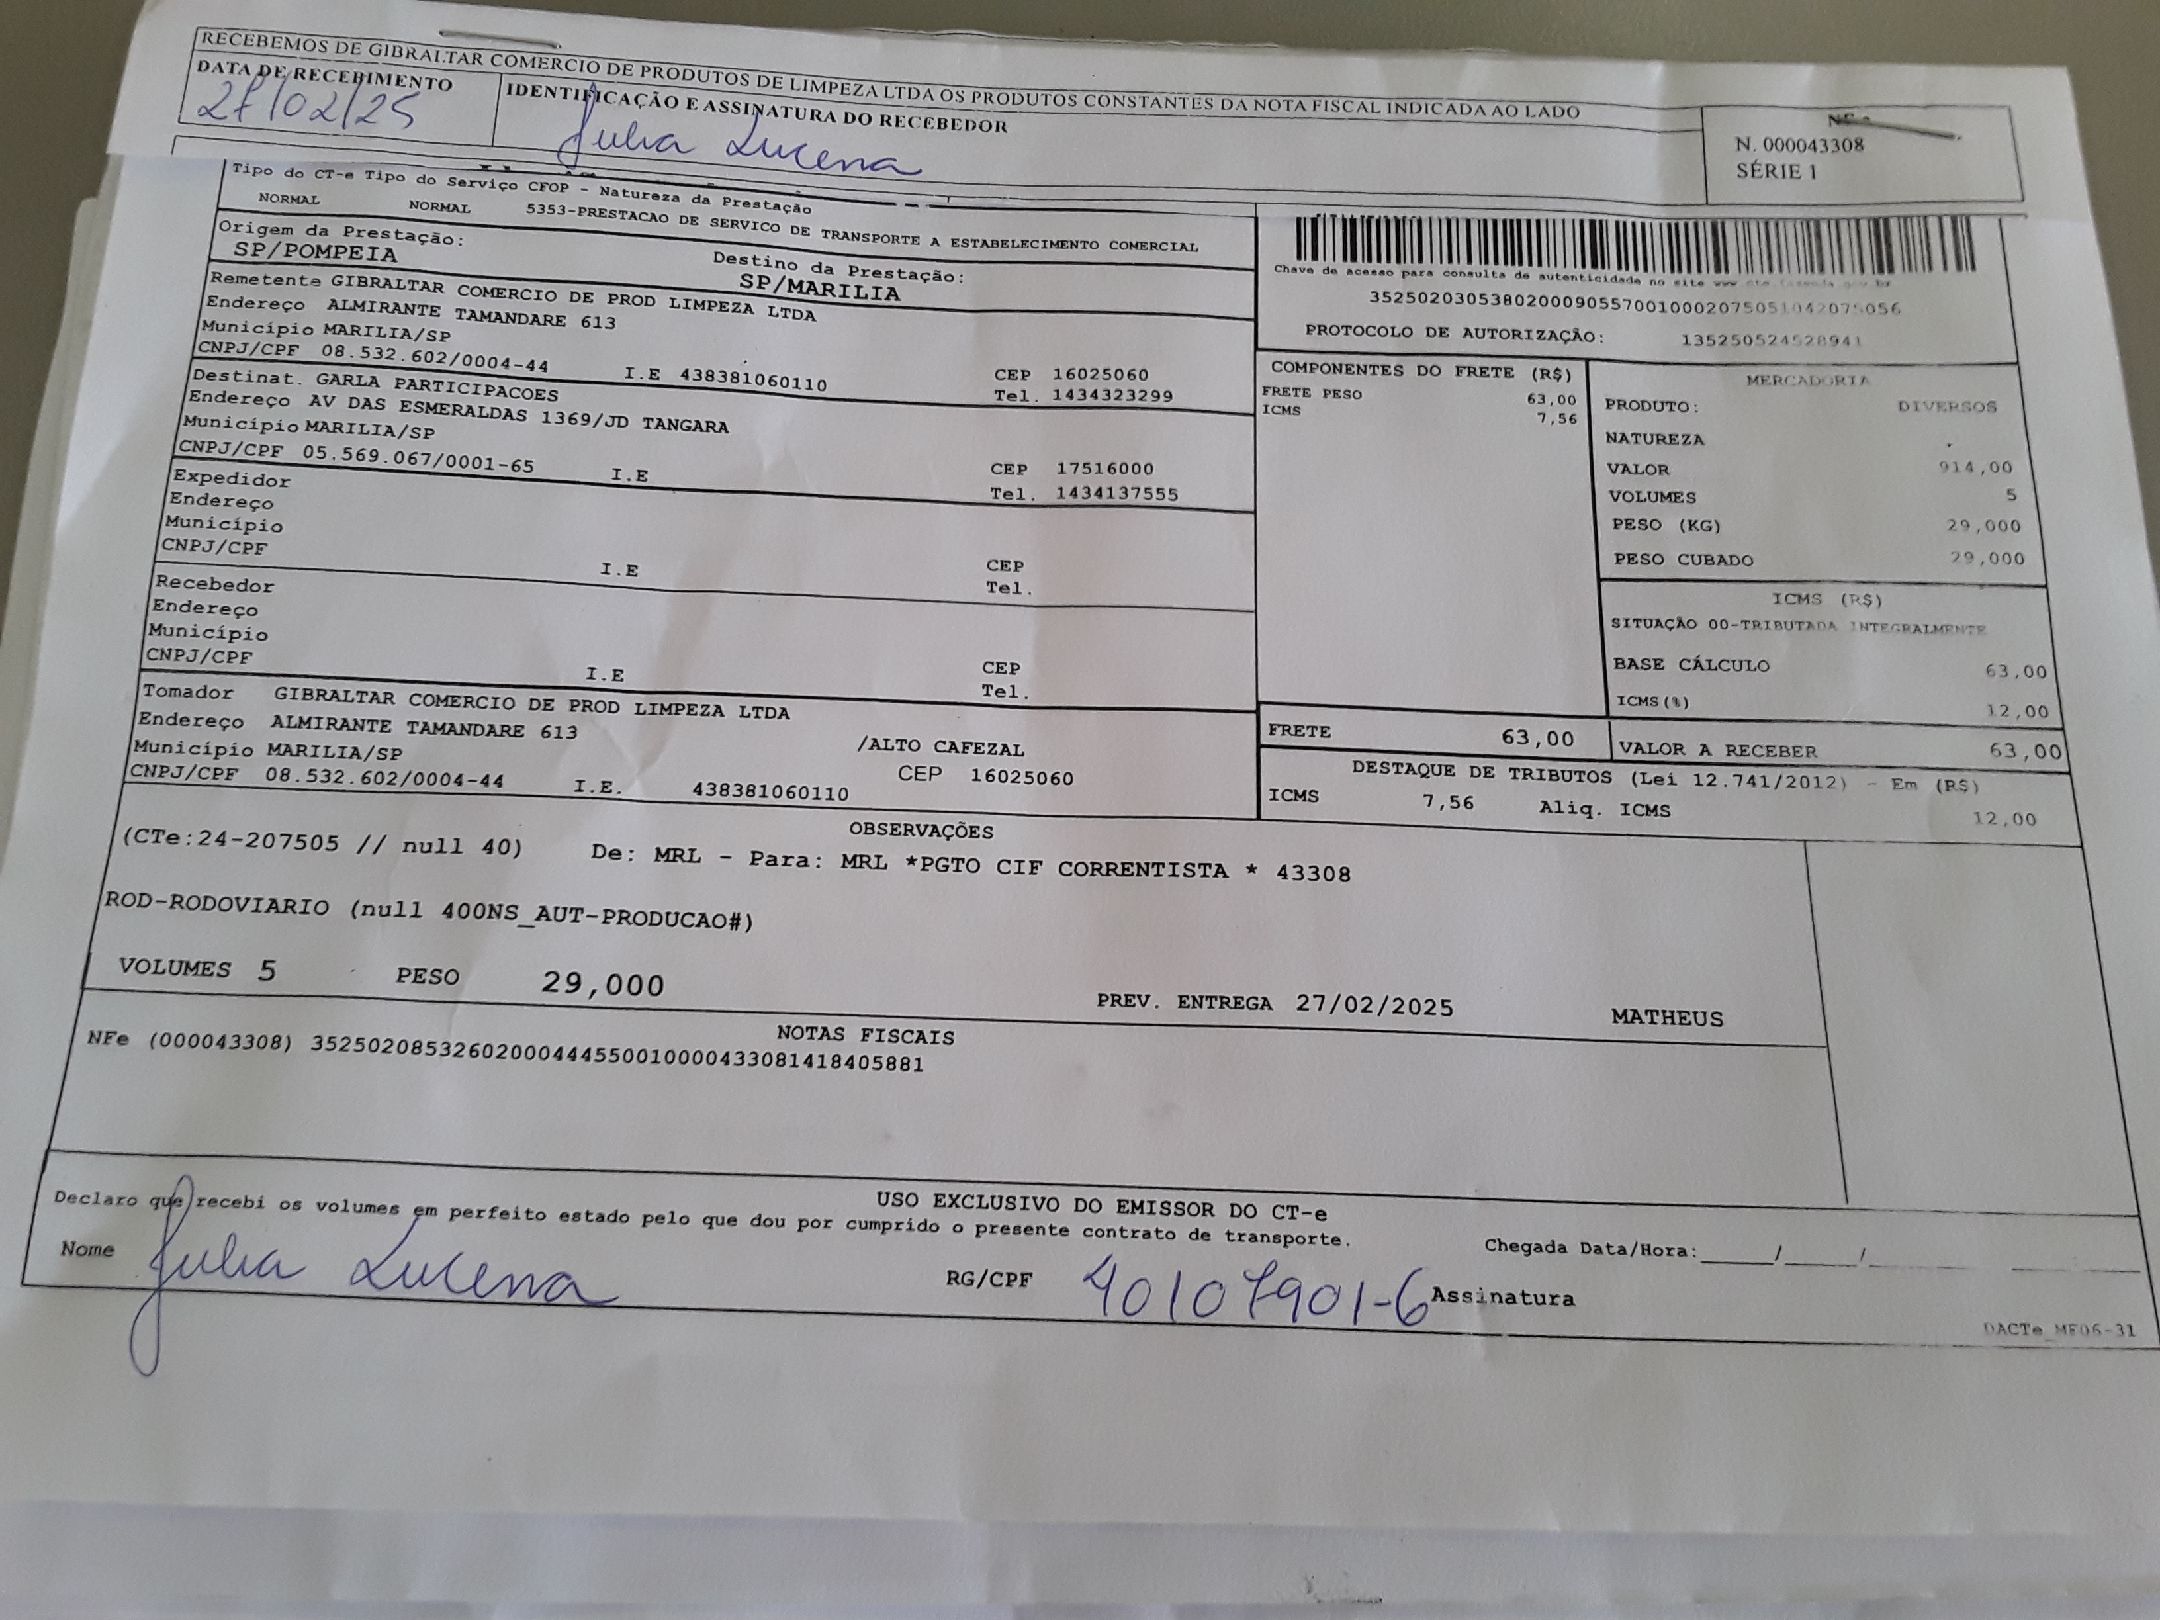 RECEBEMOS DE GIBRALTAR COMERCIO DE PRODUTOS DE LIMPEZA LTDA OS PRODUTOS CONSTANTES DA NOTA FISCAL INDICADA AO LADO
DATA DE RECEBIMENTO
27/02/25
IDENTIFICAÇÃO E ASSINATURA DO RECEBEDOR
Julia Lucena
N. 000043308
SÉRIE 1
Tipo do CT-e Tipo do Serviço CFOP - Natureza da Prestação
NORMAL NORMAL 5353-PRESTACAO DE SERVICO DE TRANSPORTE A ESTABELECIMENTO COMERCIAL
Origem da Prestação: Destino da Prestação:
SP/POMPEIA SP/MARILIA
Remetente GIBRALTAR COMERCIO DE PROD LIMPEZA LTDA
Endereço ALMIRANTE TAMANDARE 613
Município MARILIA/SP CEP 16025060
CNPJ/CPF 08.532.602/0004-44 I.E 438381060110 Tel. 1434323299
Destinat. GARLA PARTICIPACOES
Endereço AV DAS ESMERALDAS 1369/JD TANGARA
Município MARILIA/SP CEP 17516000
CNPJ/CPF 05.569.067/0001-65 I.E Tel. 1434137555
Expedidor
Endereço
Município CEP
CNPJ/CPF I.E Tel.
Recebedor
Endereço
Município CEP
CNPJ/CPF I.E Tel.
Tomador GIBRALTAR COMERCIO DE PROD LIMPEZA LTDA
Endereço ALMIRANTE TAMANDARE 613 /ALTO CAFEZAL
Município MARILIA/SP CEP 16025060
CNPJ/CPF 08.532.602/0004-44 I.E. 438381060110
Chave de acesso para consulta de autenticidade no site www.cte.fazenda.gov.br
35250203053802000905570010002075051042075056
PROTOCOLO DE AUTORIZAÇÃO: 135250524528941
COMPONENTES DO FRETE (R$)
FRETE PESO 63,00
ICMS 7,56
MERCADORIA
PRODUTO: DIVERSOS
NATUREZA
VALOR 914,00
VOLUMES 5
PESO (KG) 29,000
PESO CUBADO 29,000
ICMS (R$)
SITUAÇÃO 00-TRIBUTADA INTEGRALMENTE
BASE CÁLCULO 63,00
ICMS(%) 12,00
FRETE 63,00 VALOR A RECEBER 63,00
DESTAQUE DE TRIBUTOS (Lei 12.741/2012) - Em (R$)
ICMS 7,56 Aliq. ICMS 12,00
OBSERVAÇÕES
(CTe:24-207505 // null 40) De: MRL - Para: MRL *PGTO CIF CORRENTISTA * 43308
ROD-RODOVIARIO (null 400NS_AUT-PRODUCAO#)
VOLUMES 5 PESO 29,000 PREV. ENTREGA 27/02/2025 MATHEUS
NOTAS FISCAIS
NFe (000043308) 35250208532602000444550010000433081418405881
USO EXCLUSIVO DO EMISSOR DO CT-e
Declaro que recebi os volumes em perfeito estado pelo que dou por cumprido o presente contrato de transporte.
Chegada Data/Hora:_____/_____/_______ _______
Nome Julia Lucena RG/CPF 40107901-6 Assinatura
DACTe_MF06-31